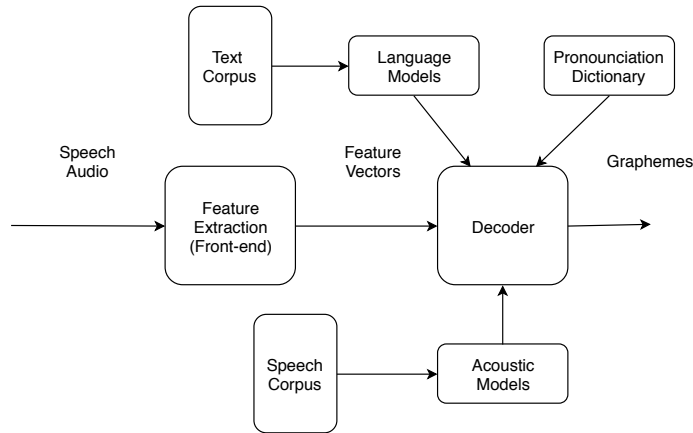 Text
Corpus
Language
Models
Pronounciation
Dictionary
Speech
Audio
Feature
Vectors
Graphemes
Feature
Extraction
(Front-end)
Decoder
Speech
Corpus
Acoustic
Models